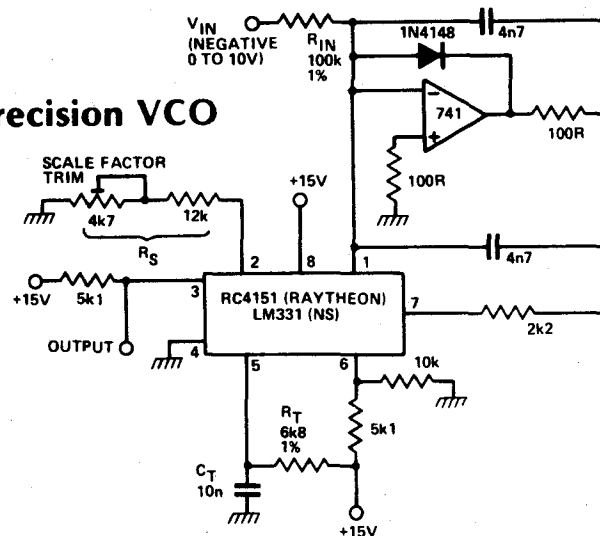 recision VCO
VIN
(NEGATIVE
0 TO 10V)
RIN
100k
1%
4n7
1N4148
741
100R
100R
SCALE FACTOR
TRIM
4k7
12k
RS
+15V
2
8
1
4n7
+15V
5k1
3
RC4151 (RAYTHEON)
LM331 (NS)
7
2k2
OUTPUT
4
5
6
10k
RT
6k8
1%
5k1
CT
10n
+15V